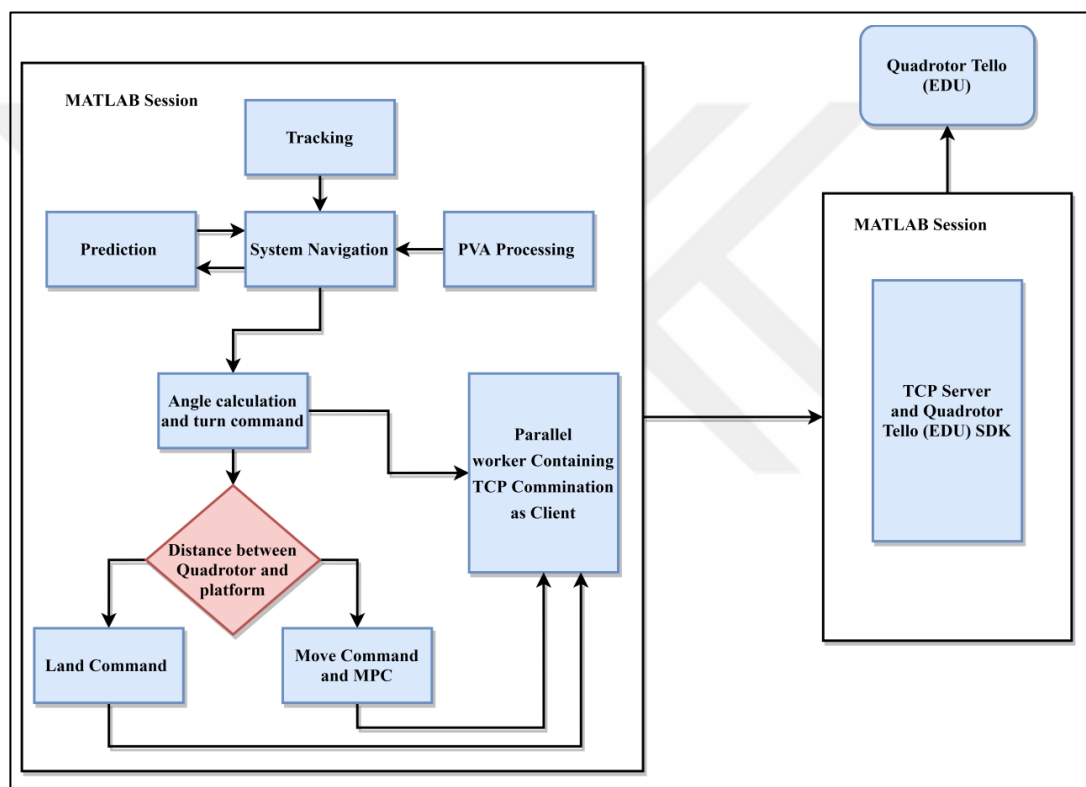 MATLAB Session
Tracking
Prediction
System Navigation
PVA Processing
Angle calculation
and turn command
Parallel
worker Containing
TCP Commination
as Client
Distance between
Quadrotor and
platform
Land Command
Move Command
and MPC
Quadrotor Tello
(EDU)
MATLAB Session
TCP Server
and Quadrotor
Tello (EDU) SDK